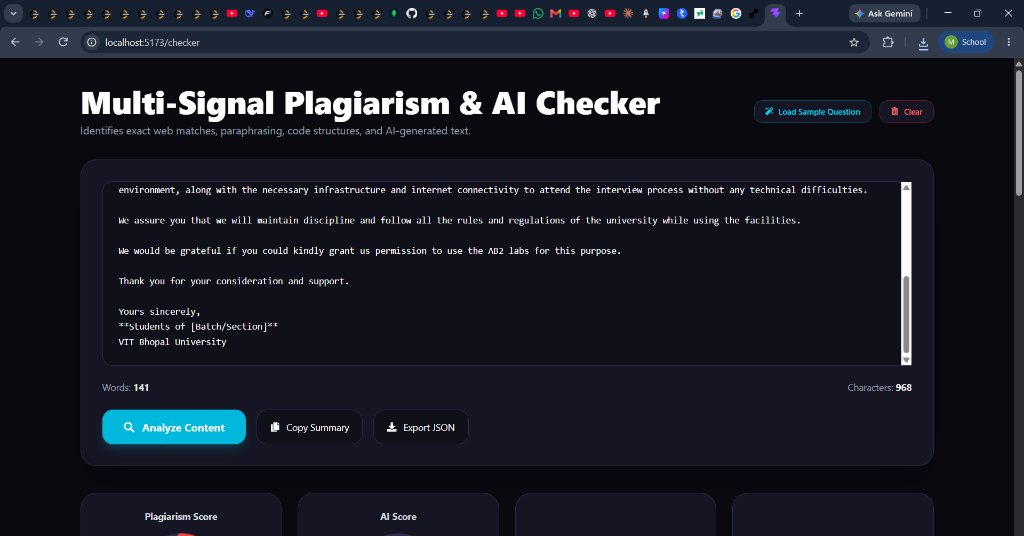 Ask Gemini
localhost:5173/checker
M School
Multi-Signal Plagiarism & AI Checker
Identifies exact web matches, paraphrasing, code structures, and AI-generated text.
Load Sample Question
Clear
environment, along with the necessary infrastructure and internet connectivity to attend the interview process without any technical difficulties.
We assure you that we will maintain discipline and follow all the rules and regulations of the university while using the facilities.
We would be grateful if you could kindly grant us permission to use the AB2 labs for this purpose.
Thank you for your consideration and support.
Yours sincerely,
**Students of [Batch/Section]**
VIT Bhopal University
Words: 141
Characters: 968
Analyze Content
Copy Summary
Export JSON
Plagiarism Score
AI Score